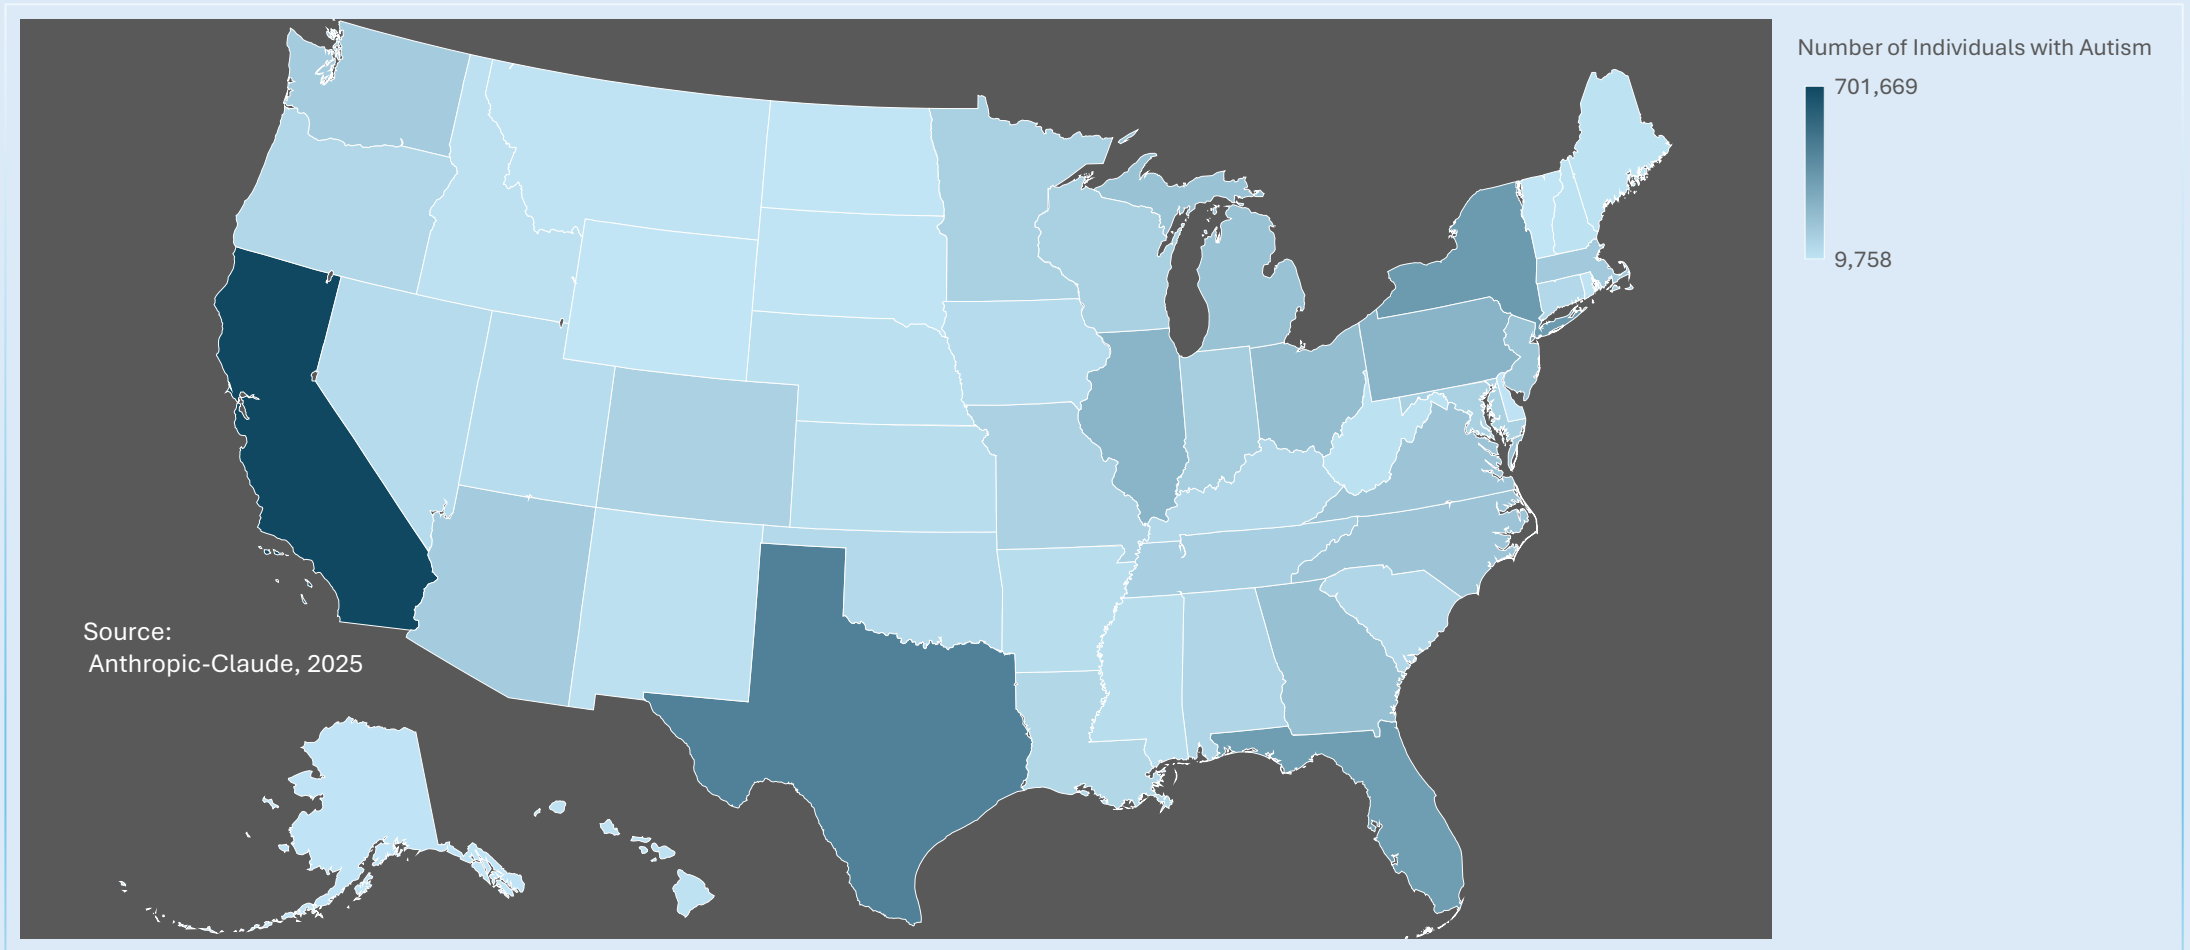 Number of Individuals with Autism
701,669
9,758
Source:
Anthropic-Claude, 2025